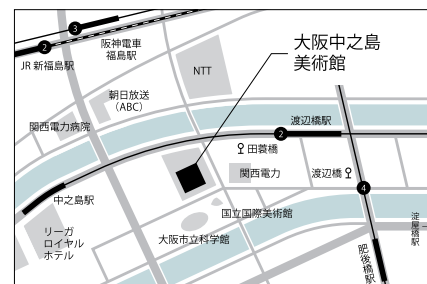 3
2
阪神電車
福島駅
JR 新福島駅
NTT
大阪中之島
美術館
朝日放送
(ABC)
関西電力病院
渡辺橋駅
2
田蓑橋
関西電力
渡辺橋
4
中之島駅
国立国際美術館
リーガ
ロイヤル
ホテル
大阪市立科学館
淀屋橋駅
肥後橋駅